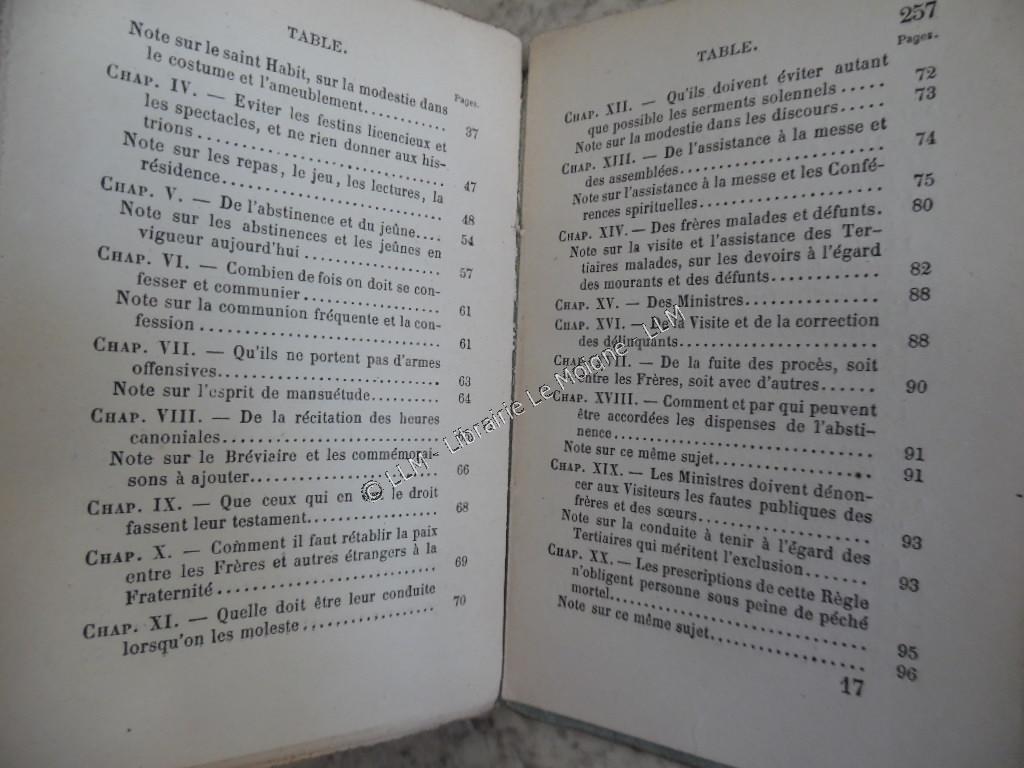 TABLE.
Pages.
Note sur le saint Habit, sur la modestie dans
le costume et l'ameublement............ 37
CHAP. IV. — Eviter les festins licencieux et
les spectacles, et ne rien donner aux his-
trions................................ 47
Note sur les repas, le jeu, les lectures, la
résidence............................. 48
CHAP. V. — De l'abstinence et du jeûne.... 54
Note sur les abstinences et les jeûnes en
vigueur aujourd'hui................... 57
CHAP. VI. — Combien de fois on doit se con-
fesser et communier................... 61
Note sur la communion fréquente et la con-
fession............................... 61
CHAP. VII. — Qu'ils ne portent pas d'armes
offensives............................ 63
Note sur l'esprit de mansuétude.......... 64
CHAP. VIII. — De la récitation des heures
canoniales............................
Note sur le Bréviaire et les commémorai-
sons à ajouter........................ 66
CHAP. IX. — Que ceux qui en le droit
fassent leur testament................ 68
CHAP. X. — Comment il faut rétablir la paix
entre les Frères et autres étrangers à la
Fraternité............................ 69
CHAP. XI. — Quelle doit être leur conduite
lorsqu'on les moleste................. 70
257
TABLE.
Pages.
CHAP. XII. — Qu'ils doivent éviter autant
que possible les serments solennels..... 72
Note sur la modestie dans les discours..... 73
CHAP. XIII. — De l'assistance à la messe et
des assemblées........................ 74
Note sur l'assistance à la messe et les Confé-
rences spirituelles................... 75
CHAP. XIV. — Des frères malades et défunts. 80
Note sur la visite et l'assistance des Ter-
tiaires malades, sur les devoirs à l'égard
des mourants et des défunts........... 82
CHAP. XV. — Des Ministres............... 88
CHAP. XVI. — De la Visite et de la correction
des délinquants....................... 88
De la fuite des procès, soit
entre les Frères, soit avec d'autres...... 90
CHAP. XVIII. — Comment et par qui peuvent
être accordées les dispenses de l'absti-
nence................................. 91
Note sur ce même sujet................... 91
CHAP. XIX. — Les Ministres doivent dénon-
cer aux Visiteurs les fautes publiques des
frères et des sœurs................... 93
Note sur la conduite à tenir à l'égard des
Tertiaires qui méritent l'exclusion....... 93
CHAP. XX. — Les prescriptions de cette Règle
n'obligent personne sous peine de péché
mortel................................ 95
Note sur ce même sujet................... 96
17
© LLM - Librairie Le Moigne - LLM